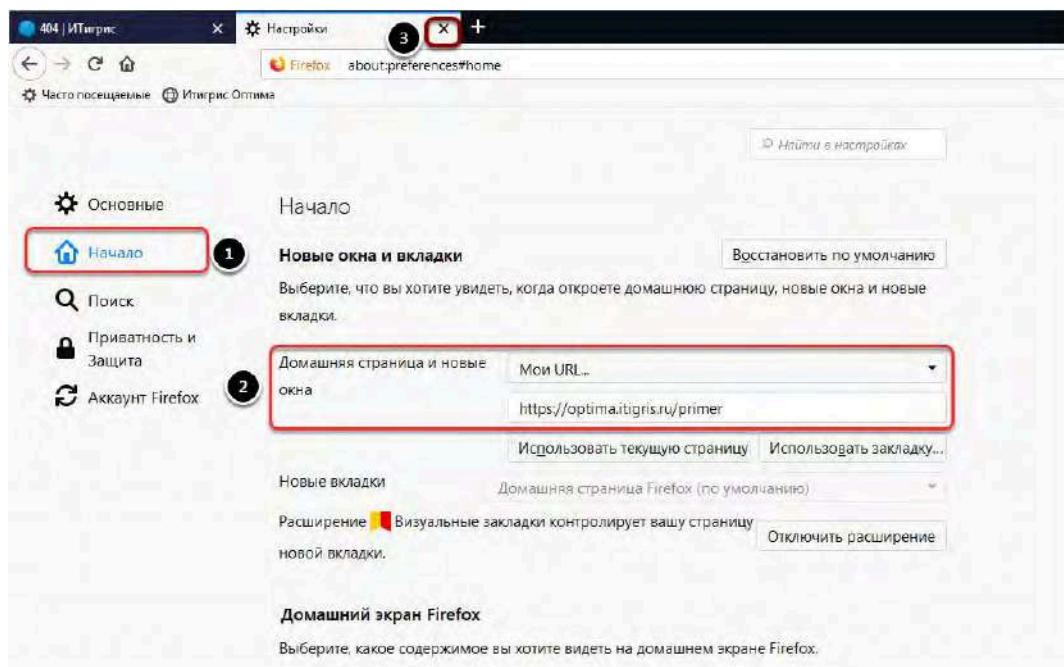 404 | ИТигрис
Настройки
3
Firefox about:preferences#home
Часто посещаемые Итигрис Оптима
Найти в настройках
Основные
Начало
Начало
1
Новые окна и вкладки
Восстановить по умолчанию
Выберите, что вы хотите увидеть, когда откроете домашнюю страницу, новые окна и новые
вкладки.
Поиск
Приватность и
Защита
Аккаунт Firefox
2
Домашняя страница и новые
окна
Мои URL...
https://optima.itigris.ru/primer
Использовать текущую страницу
Использовать закладку...
Новые вкладки
Домашняя страница Firefox (по умолчанию)
Расширение Визуальные закладки контролирует вашу страницу
новой вкладки.
Отключить расширение
Домашний экран Firefox
Выберите, какое содержимое вы хотите видеть на домашнем экране Firefox.